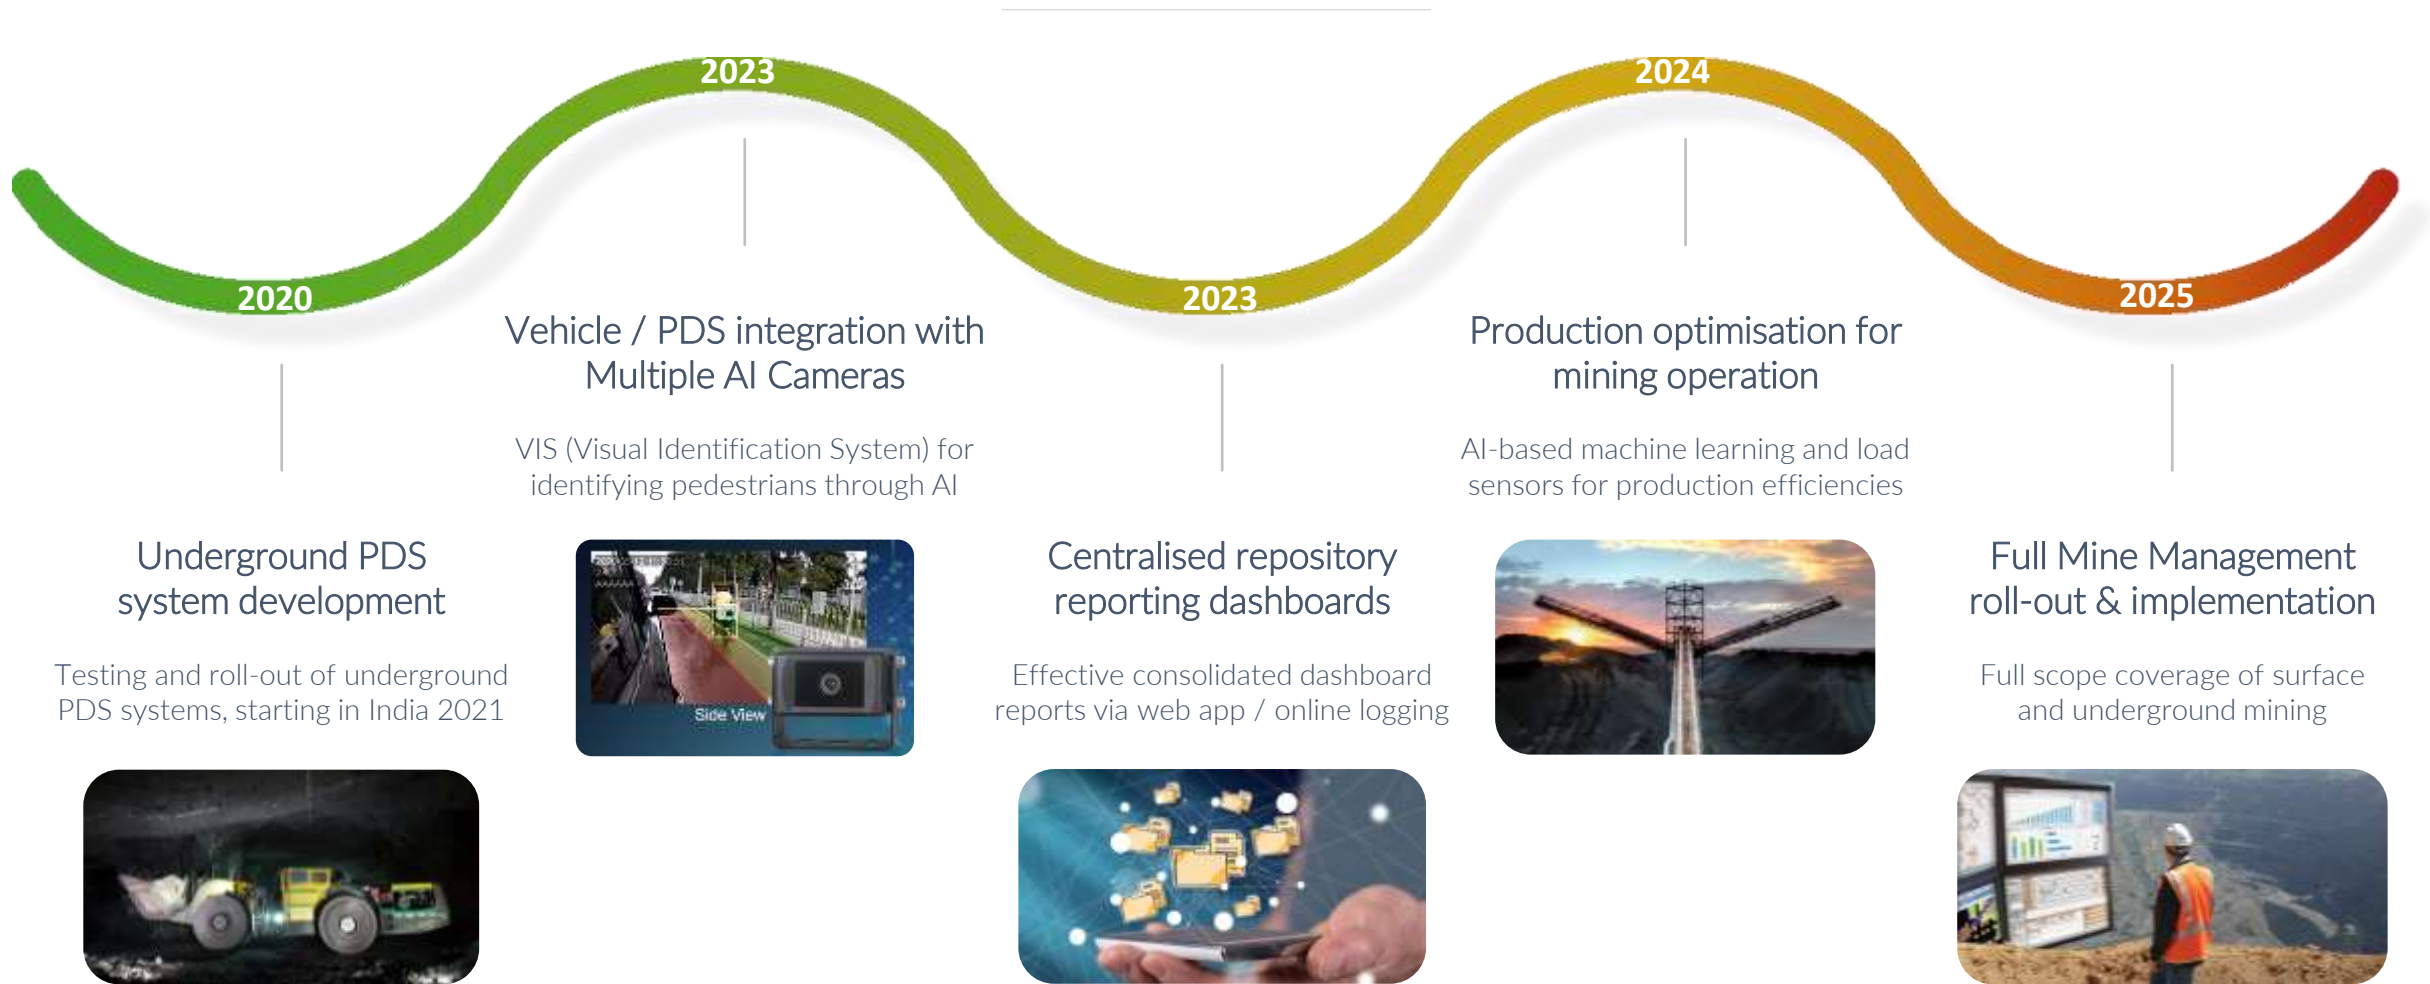 2020
Underground PDS
system development
Testing and roll-out of underground
PDS systems, starting in India 2021
2023
Vehicle / PDS integration with
Multiple AI Cameras
VIS (Visual Identification System) for
identifying pedestrians through AI
Side View
2023
Centralised repository
reporting dashboards
Effective consolidated dashboard
reports via web app / online logging
2024
Production optimisation for
mining operation
AI-based machine learning and load
sensors for production efficiencies
2025
Full Mine Management
roll-out & implementation
Full scope coverage of surface
and underground mining